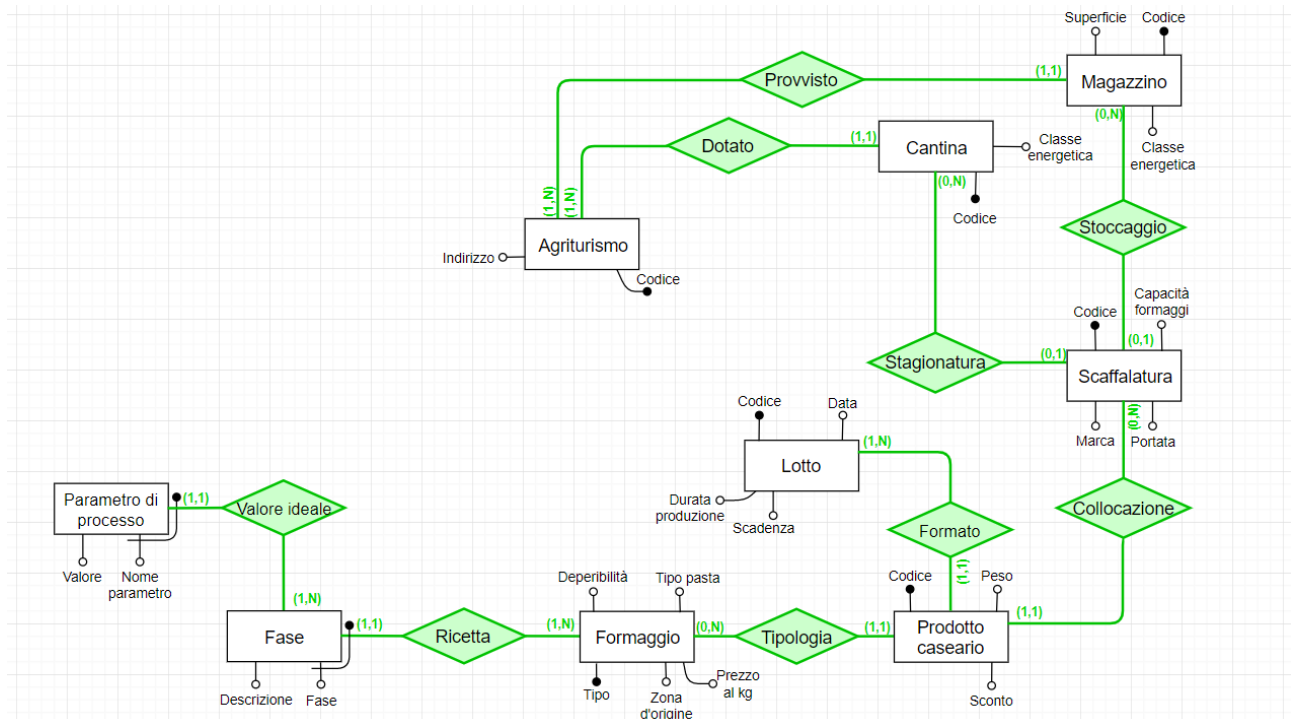 Superficie
Codice
Provvisto
(1,1)
Magazzino
(0,N)
Classe
energetica
Dotato
(1,1)
Cantina
Classe
energetica
(0,N)
Codice
(1,N)
(1,N)
Agriturismo
Indirizzo
Codice
Stoccaggio
Codice
Capacità
formaggi
(0,1)
Stagionatura
(0,1)
Scaffalatura
(0,N)
Marca
Portata
Codice
Data
(1,N)
Lotto
Durata
produzione
Scadenza
Formato
Collocazione
Parametro di
processo
(1,1)
Valore ideale
Valore
Nome
parametro
(1,N)
Fase
(1,1)
Descrizione
Fase
Ricetta
(1,N)
Deperibilità
Tipo pasta
Formaggio
(0,N)
Tipo
Zona
d'origine
Prezzo
al kg
Tipologia
(1,1)
Codice
(1,1)
Peso
Prodotto
caseario
(1,1)
Sconto